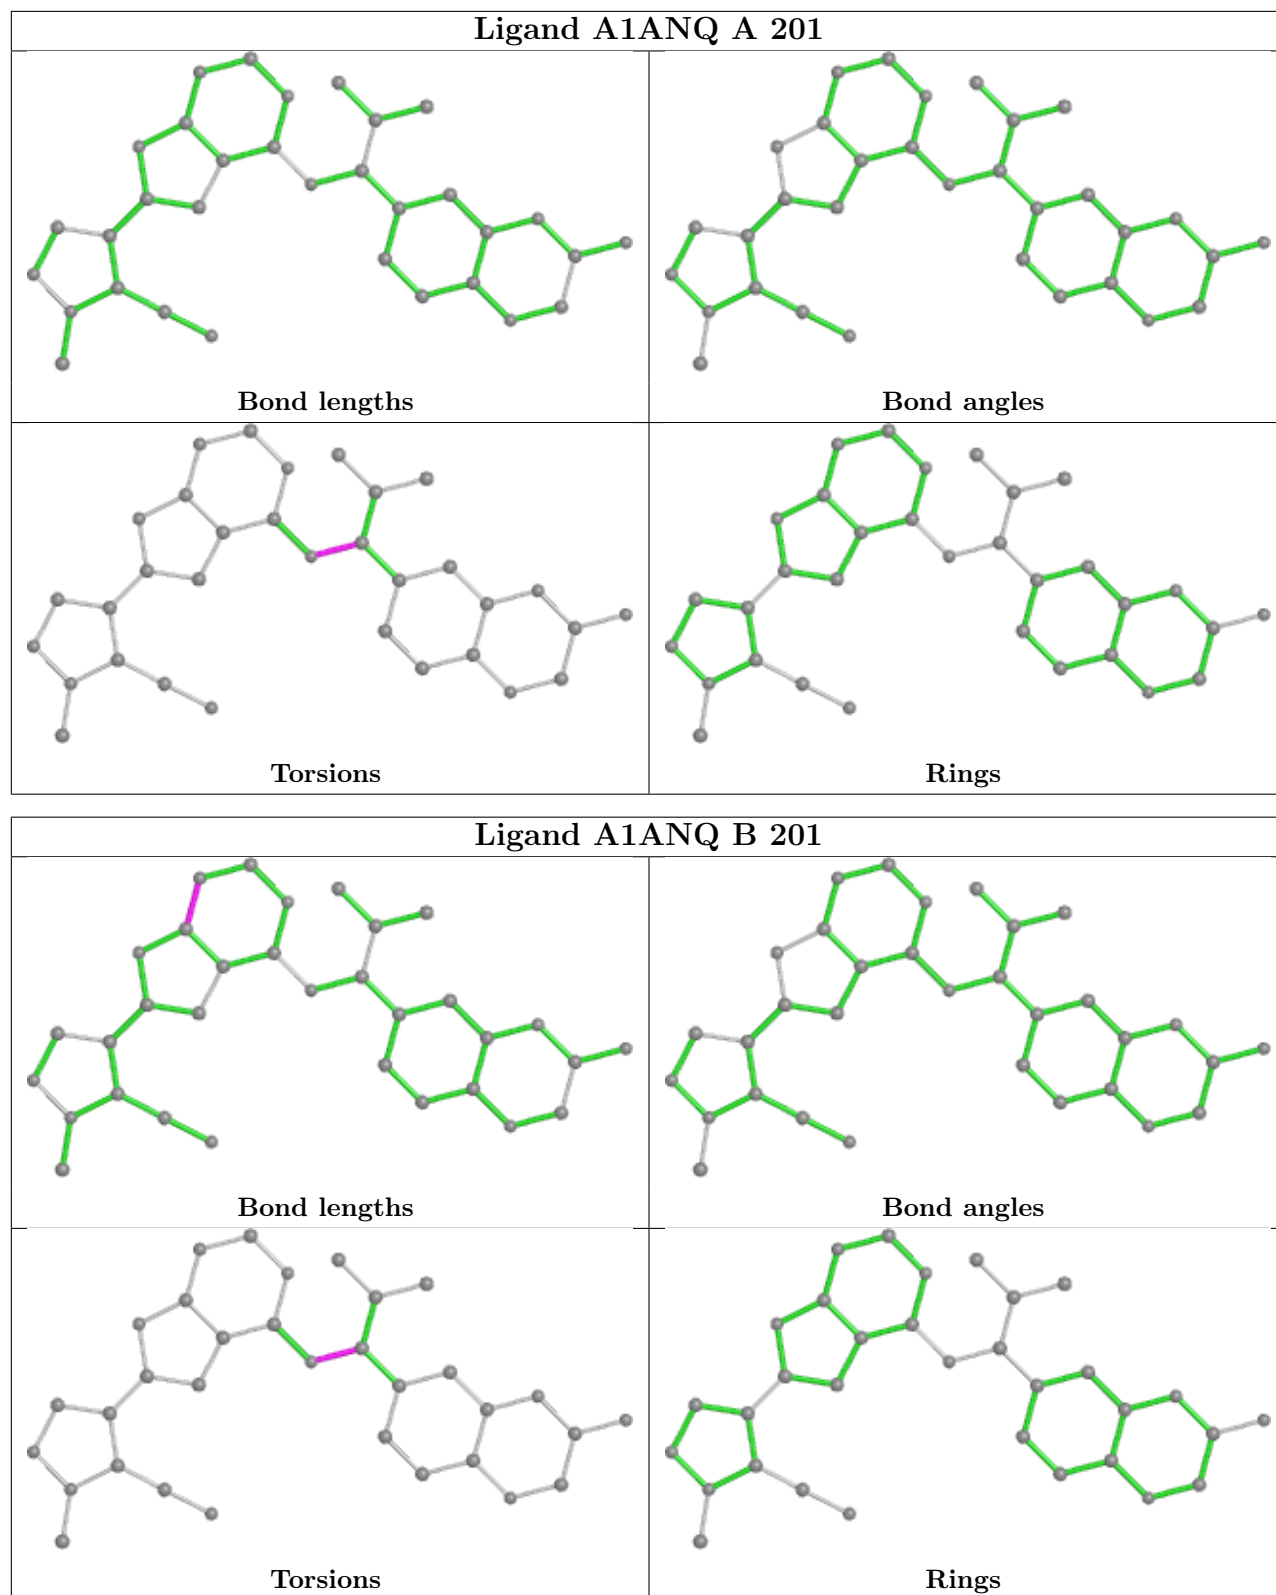 Ligand A1ANQ A 201
Bond lengths
Bond angles
Torsions
Rings
Ligand A1ANQ B 201
Bond lengths
Bond angles
Torsions
Rings